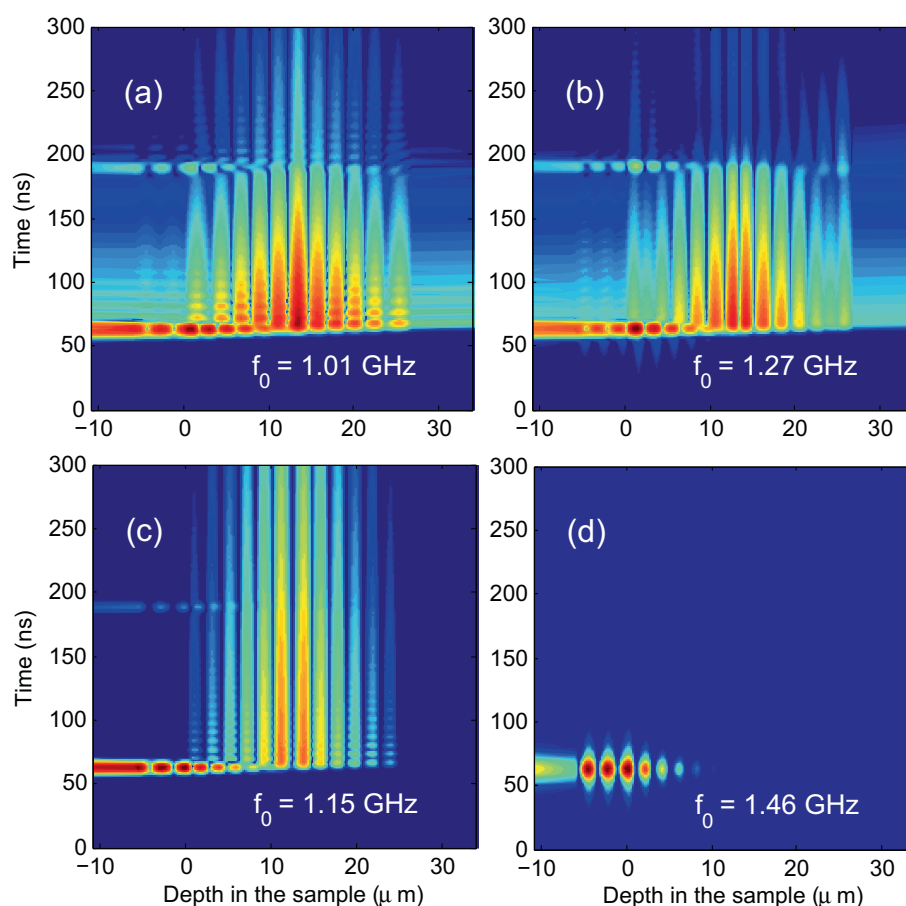 300
250
200
150
100
50
0
Time (ns)
(a)
f₀ = 1.01 GHz
−10 0 10 20 30
300
250
200
150
100
50
0
(b)
f₀ = 1.27 GHz
−10 0 10 20 30
300
250
200
150
100
50
0
Time (ns)
(c)
f₀ = 1.15 GHz
−10 0 10 20 30
Depth in the sample (μ m)
300
250
200
150
100
50
0
(d)
f₀ = 1.46 GHz
−10 0 10 20 30
Depth in the sample (μ m)